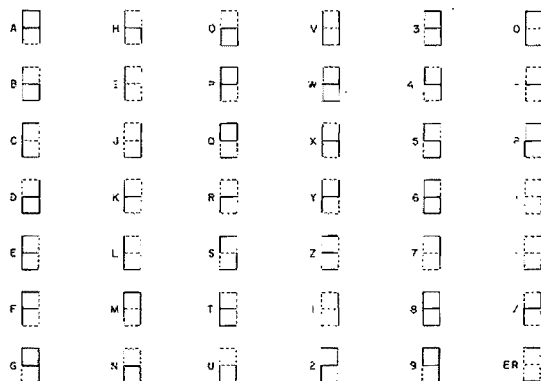 A H O V 3 0
B I P W 4 -
C J Q X 5 ?
D K R Y 6
E L S Z 7
F M T 1 8 /
G N U 2 9 ER